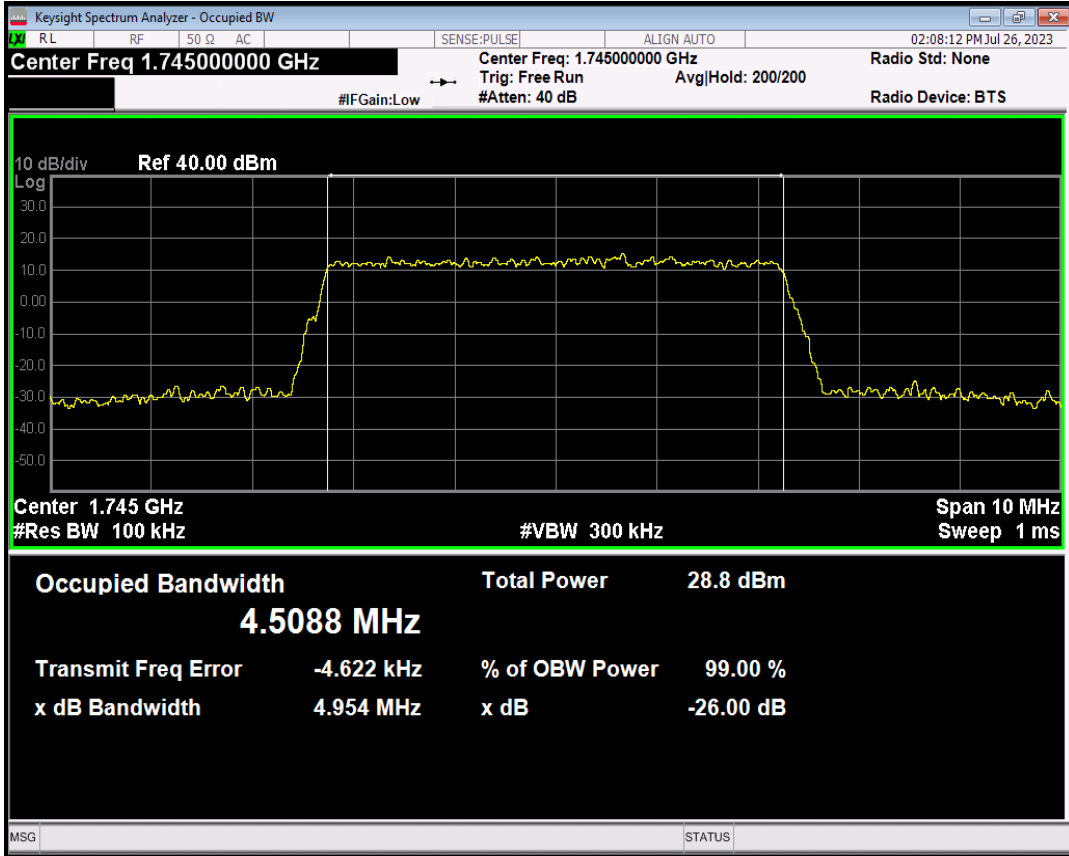 Keysight Spectrum Analyzer - Occupied BW
LXI RL RF 50 Ω AC SENSE:PULSE ALIGN AUTO 02:08:12 PM Jul 26, 2023
Center Freq 1.745000000 GHz Center Freq: 1.745000000 GHz Radio Std: None
Trig: Free Run Avg|Hold: 200/200
#IFGain:Low #Atten: 40 dB Radio Device: BTS
10 dB/div Ref 40.00 dBm
Log
30.0
20.0
10.0
0.00
-10.0
-20.0
-30.0
-40.0
-50.0
Center 1.745 GHz Span 10 MHz
#Res BW 100 kHz #VBW 300 kHz Sweep 1 ms
Occupied Bandwidth Total Power 28.8 dBm
4.5088 MHz
Transmit Freq Error -4.622 kHz % of OBW Power 99.00 %
x dB Bandwidth 4.954 MHz x dB -26.00 dB
MSG STATUS